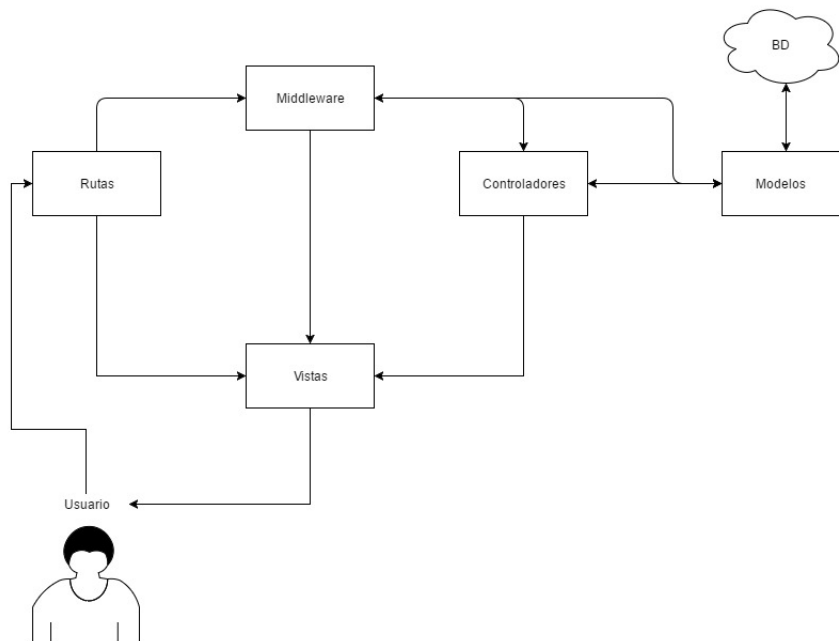 BD
Middleware
Rutas
Controladores
Modelos
Vistas
Usuario